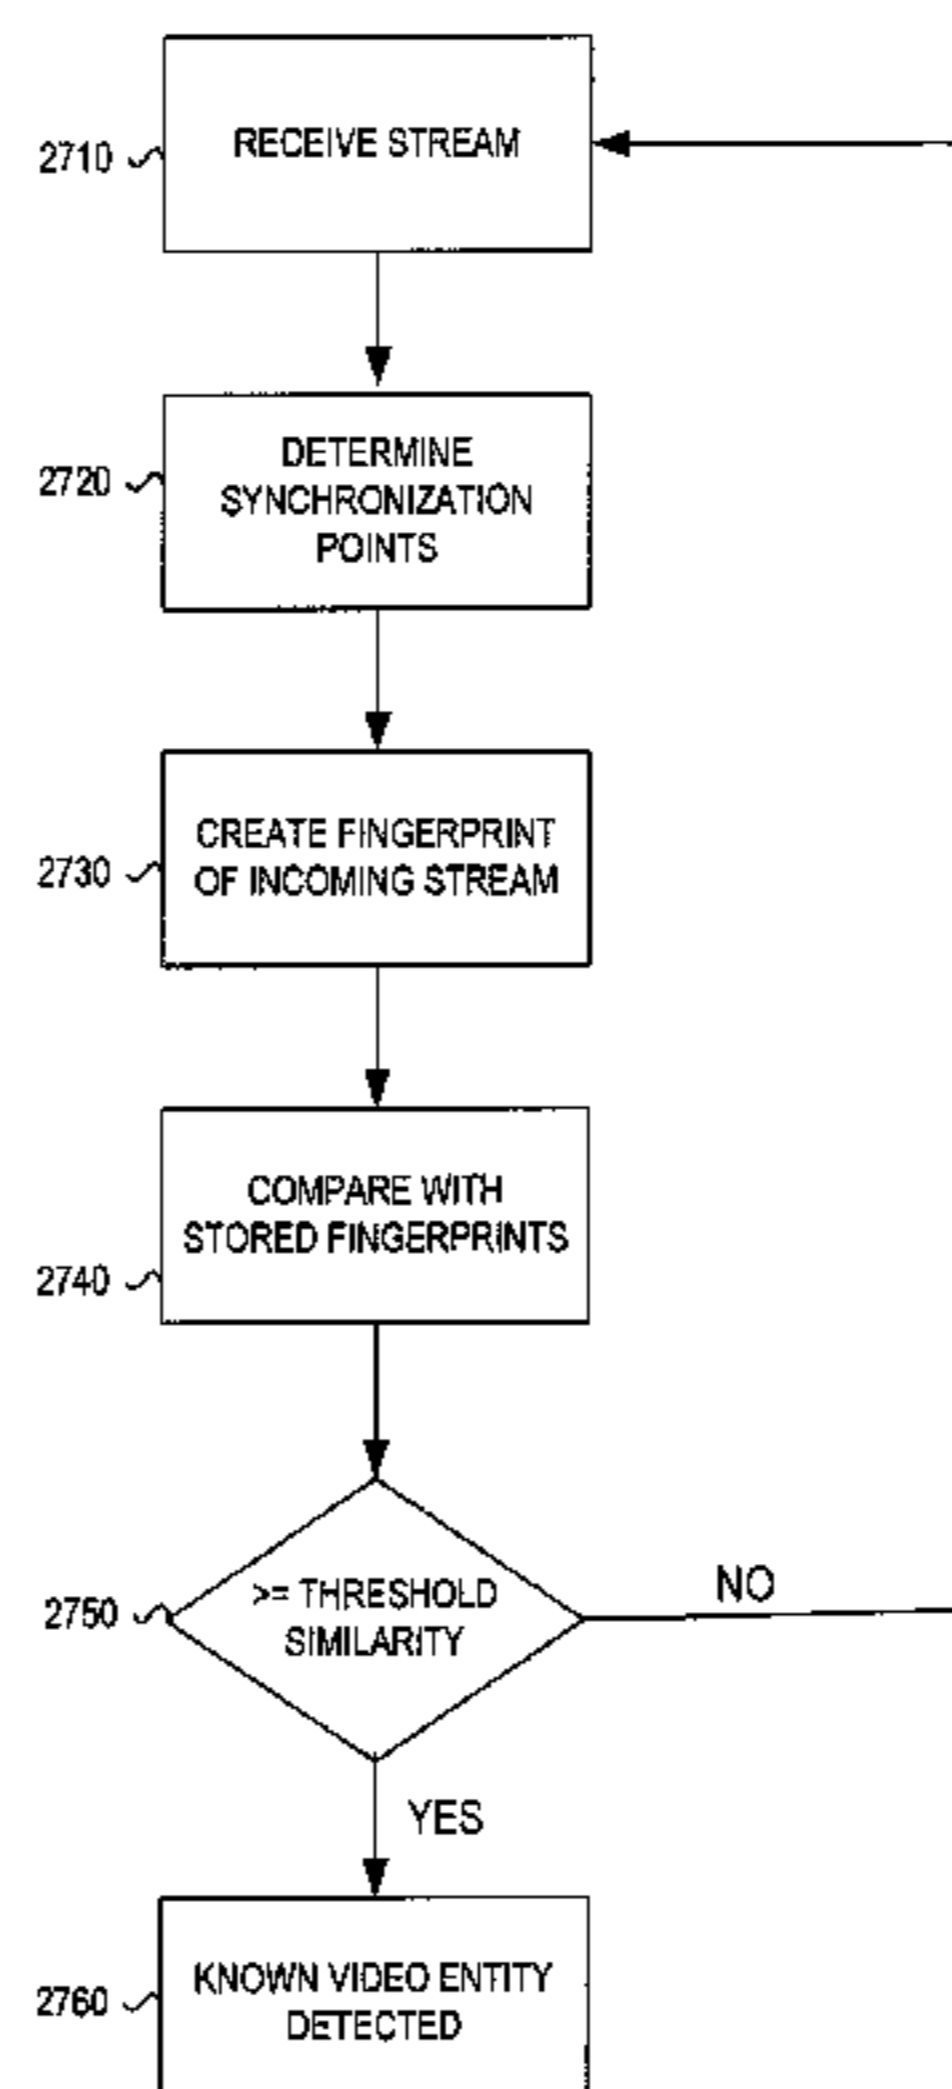 2710
RECEIVE STREAM
2720
DETERMINE
SYNCHRONIZATION
POINTS
2730
CREATE FINGERPRINT
OF INCOMING STREAM
2740
COMPARE WITH
STORED FINGERPRINTS
2750
>= THRESHOLD
SIMILARITY
NO
YES
2760
KNOWN VIDEO ENTITY
DETECTED